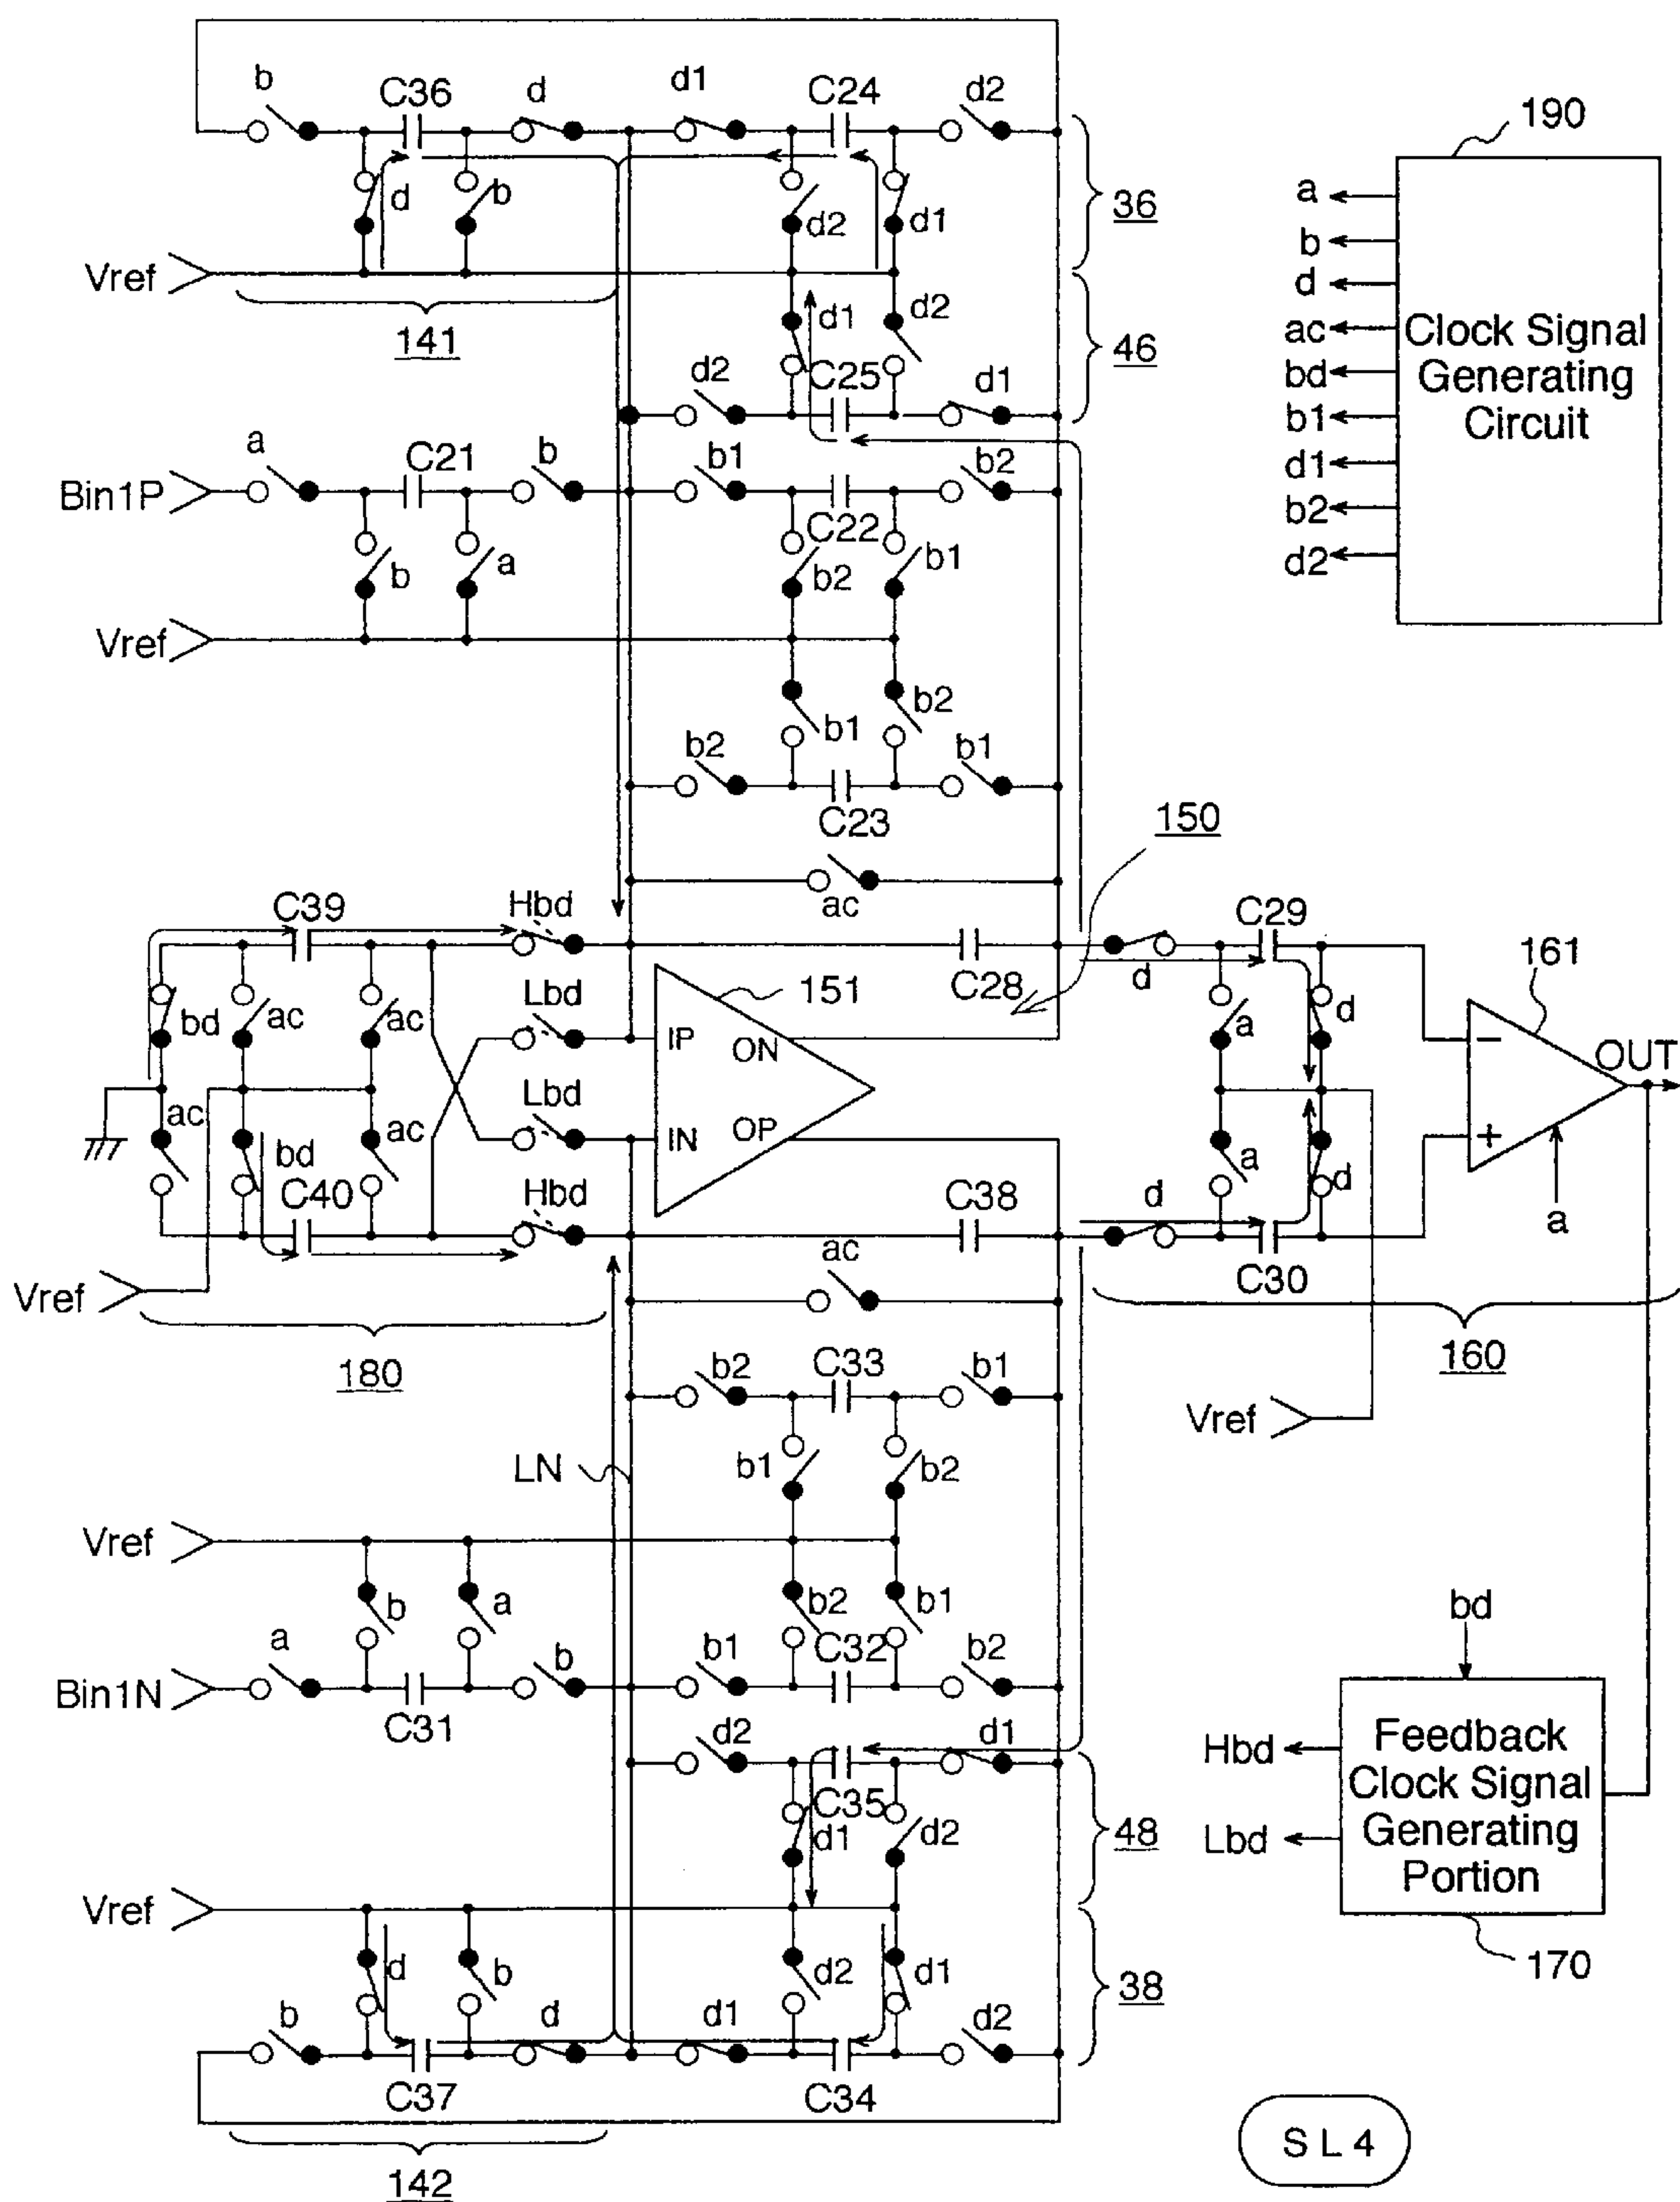 b
C36
d
d1
C24
d2
190
d
b
d2
d1
36
Vref
141
d1
d2
46
d2
C25
d1
a
b
d
ac
bd
b1
d1
b2
d2
Clock Signal
Generating
Circuit
a
C21
b
b1
b2
Bin1P
C22
b
a
b2
b1
Vref
b1
b2
b2
b1
C23
150
ac
C39
Hbd
C28
d
C29
161
bd
ac
ac
Lbd
151
IP
ON
a
d
−
OUT
ac
bd
ac
Lbd
IN
OP
a
d
+
a
C40
Hbd
C38
d
C30
Vref
180
ac
160
b2
C33
b1
Vref
LN
b1
b2
Vref
b
a
b2
b1
a
b
b1
C32
b2
Bin1N
C31
bd
d2
d1
C35
48
Hbd
Lbd
Feedback
Clock Signal
Generating
Portion
170
d1
d2
Vref
d
b
d2
d1
38
b
d
d1
d2
C37
C34
142
SL4